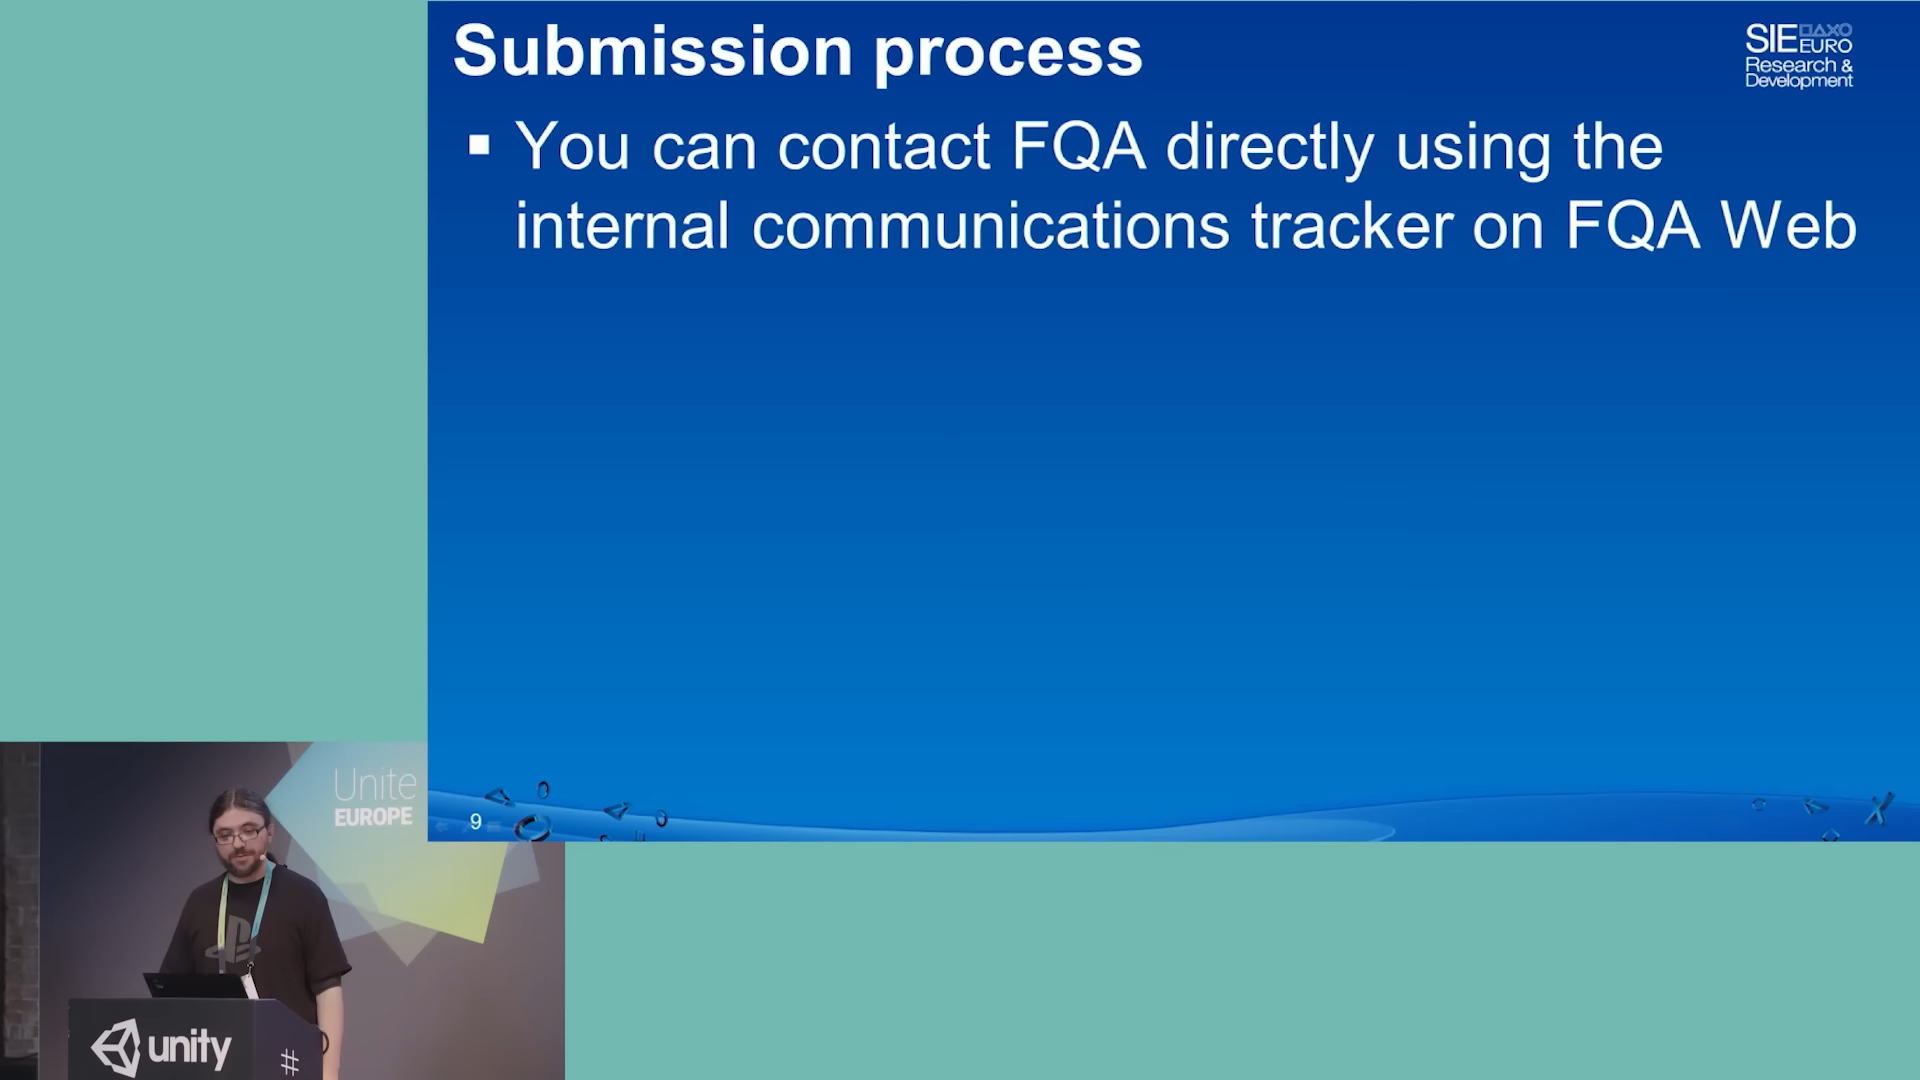 Submission process
SIE EURO
Research &
Development
▪ You can contact FQA directly using the
internal communications tracker on FQA Web
9
Unite
EUROPE
unity
#